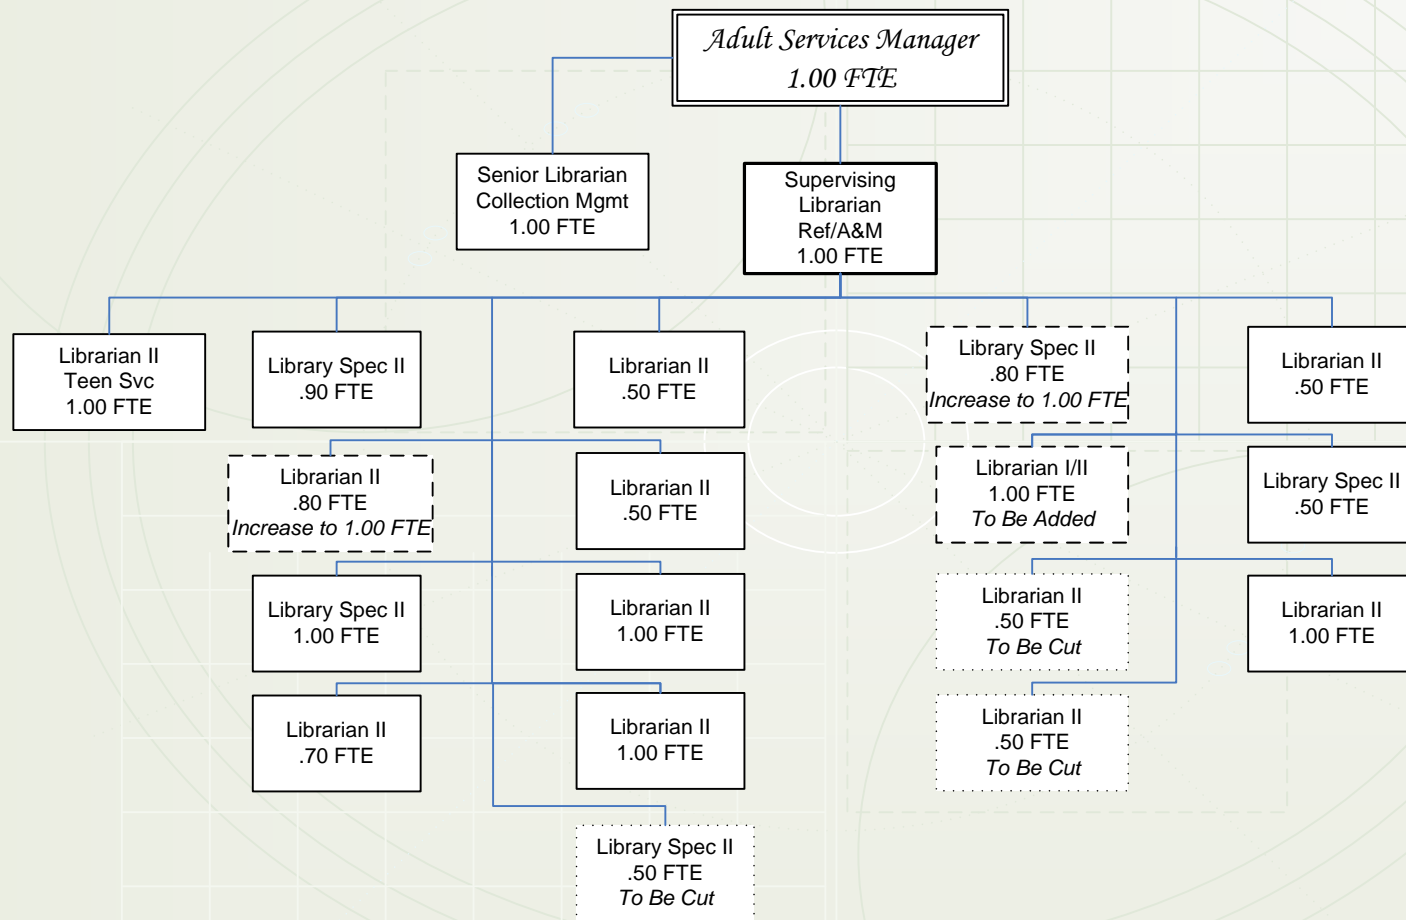 Adult Services Manager
1.00 FTE
Senior Librarian
Collection Mgmt
1.00 FTE
Supervising
Librarian
Ref/A&M
1.00 FTE
Librarian II
Teen Svc
1.00 FTE
Library Spec II
.90 FTE
Librarian II
.50 FTE
Library Spec II
.80 FTE
Increase to 1.00 FTE
Librarian II
.50 FTE
Librarian II
.80 FTE
Increase to 1.00 FTE
Librarian II
.50 FTE
Librarian I/II
1.00 FTE
To Be Added
Library Spec II
.50 FTE
Library Spec II
1.00 FTE
Librarian II
1.00 FTE
Librarian II
.50 FTE
To Be Cut
Librarian II
1.00 FTE
Librarian II
.70 FTE
Librarian II
1.00 FTE
Librarian II
.50 FTE
To Be Cut
Library Spec II
.50 FTE
To Be Cut